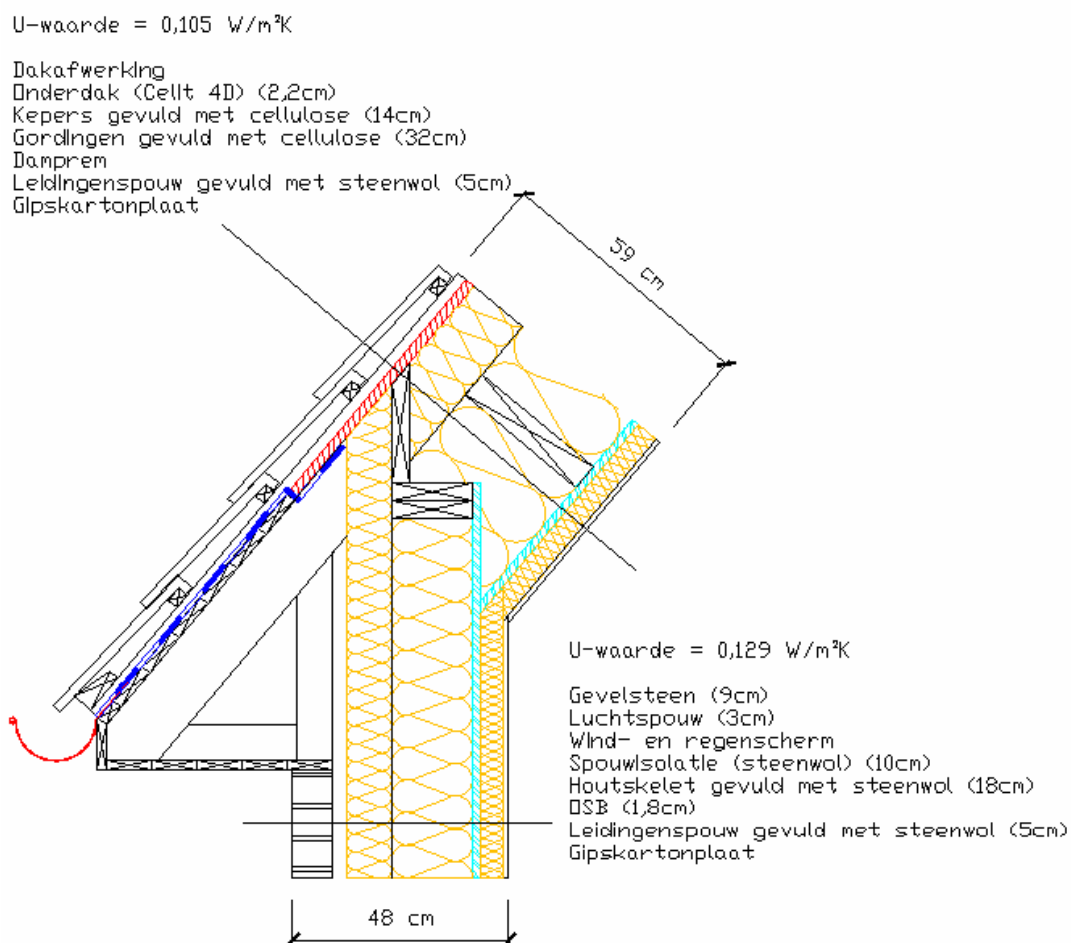 U-waarde = 0,105 W/m²K
Dakafwerking
Onderdak (Celit 4D) (2,2cm)
Kepers gevuld met cellulose (14cm)
Gordingen gevuld met cellulose (32cm)
Damprem
Leidingenspouw gevuld met steenwol (5cm)
Gipskartonplaat
59 cm
U-waarde = 0,129 W/m²K
Gevelsteen (9cm)
Luchtspouw (3cm)
Wind- en regenscherm
Spouwisolatie (steenwol) (10cm)
Houtskelet gevuld met steenwol (18cm)
OSB (1,8cm)
Leidingenspouw gevuld met steenwol (5cm)
Gipskartonplaat
48 cm